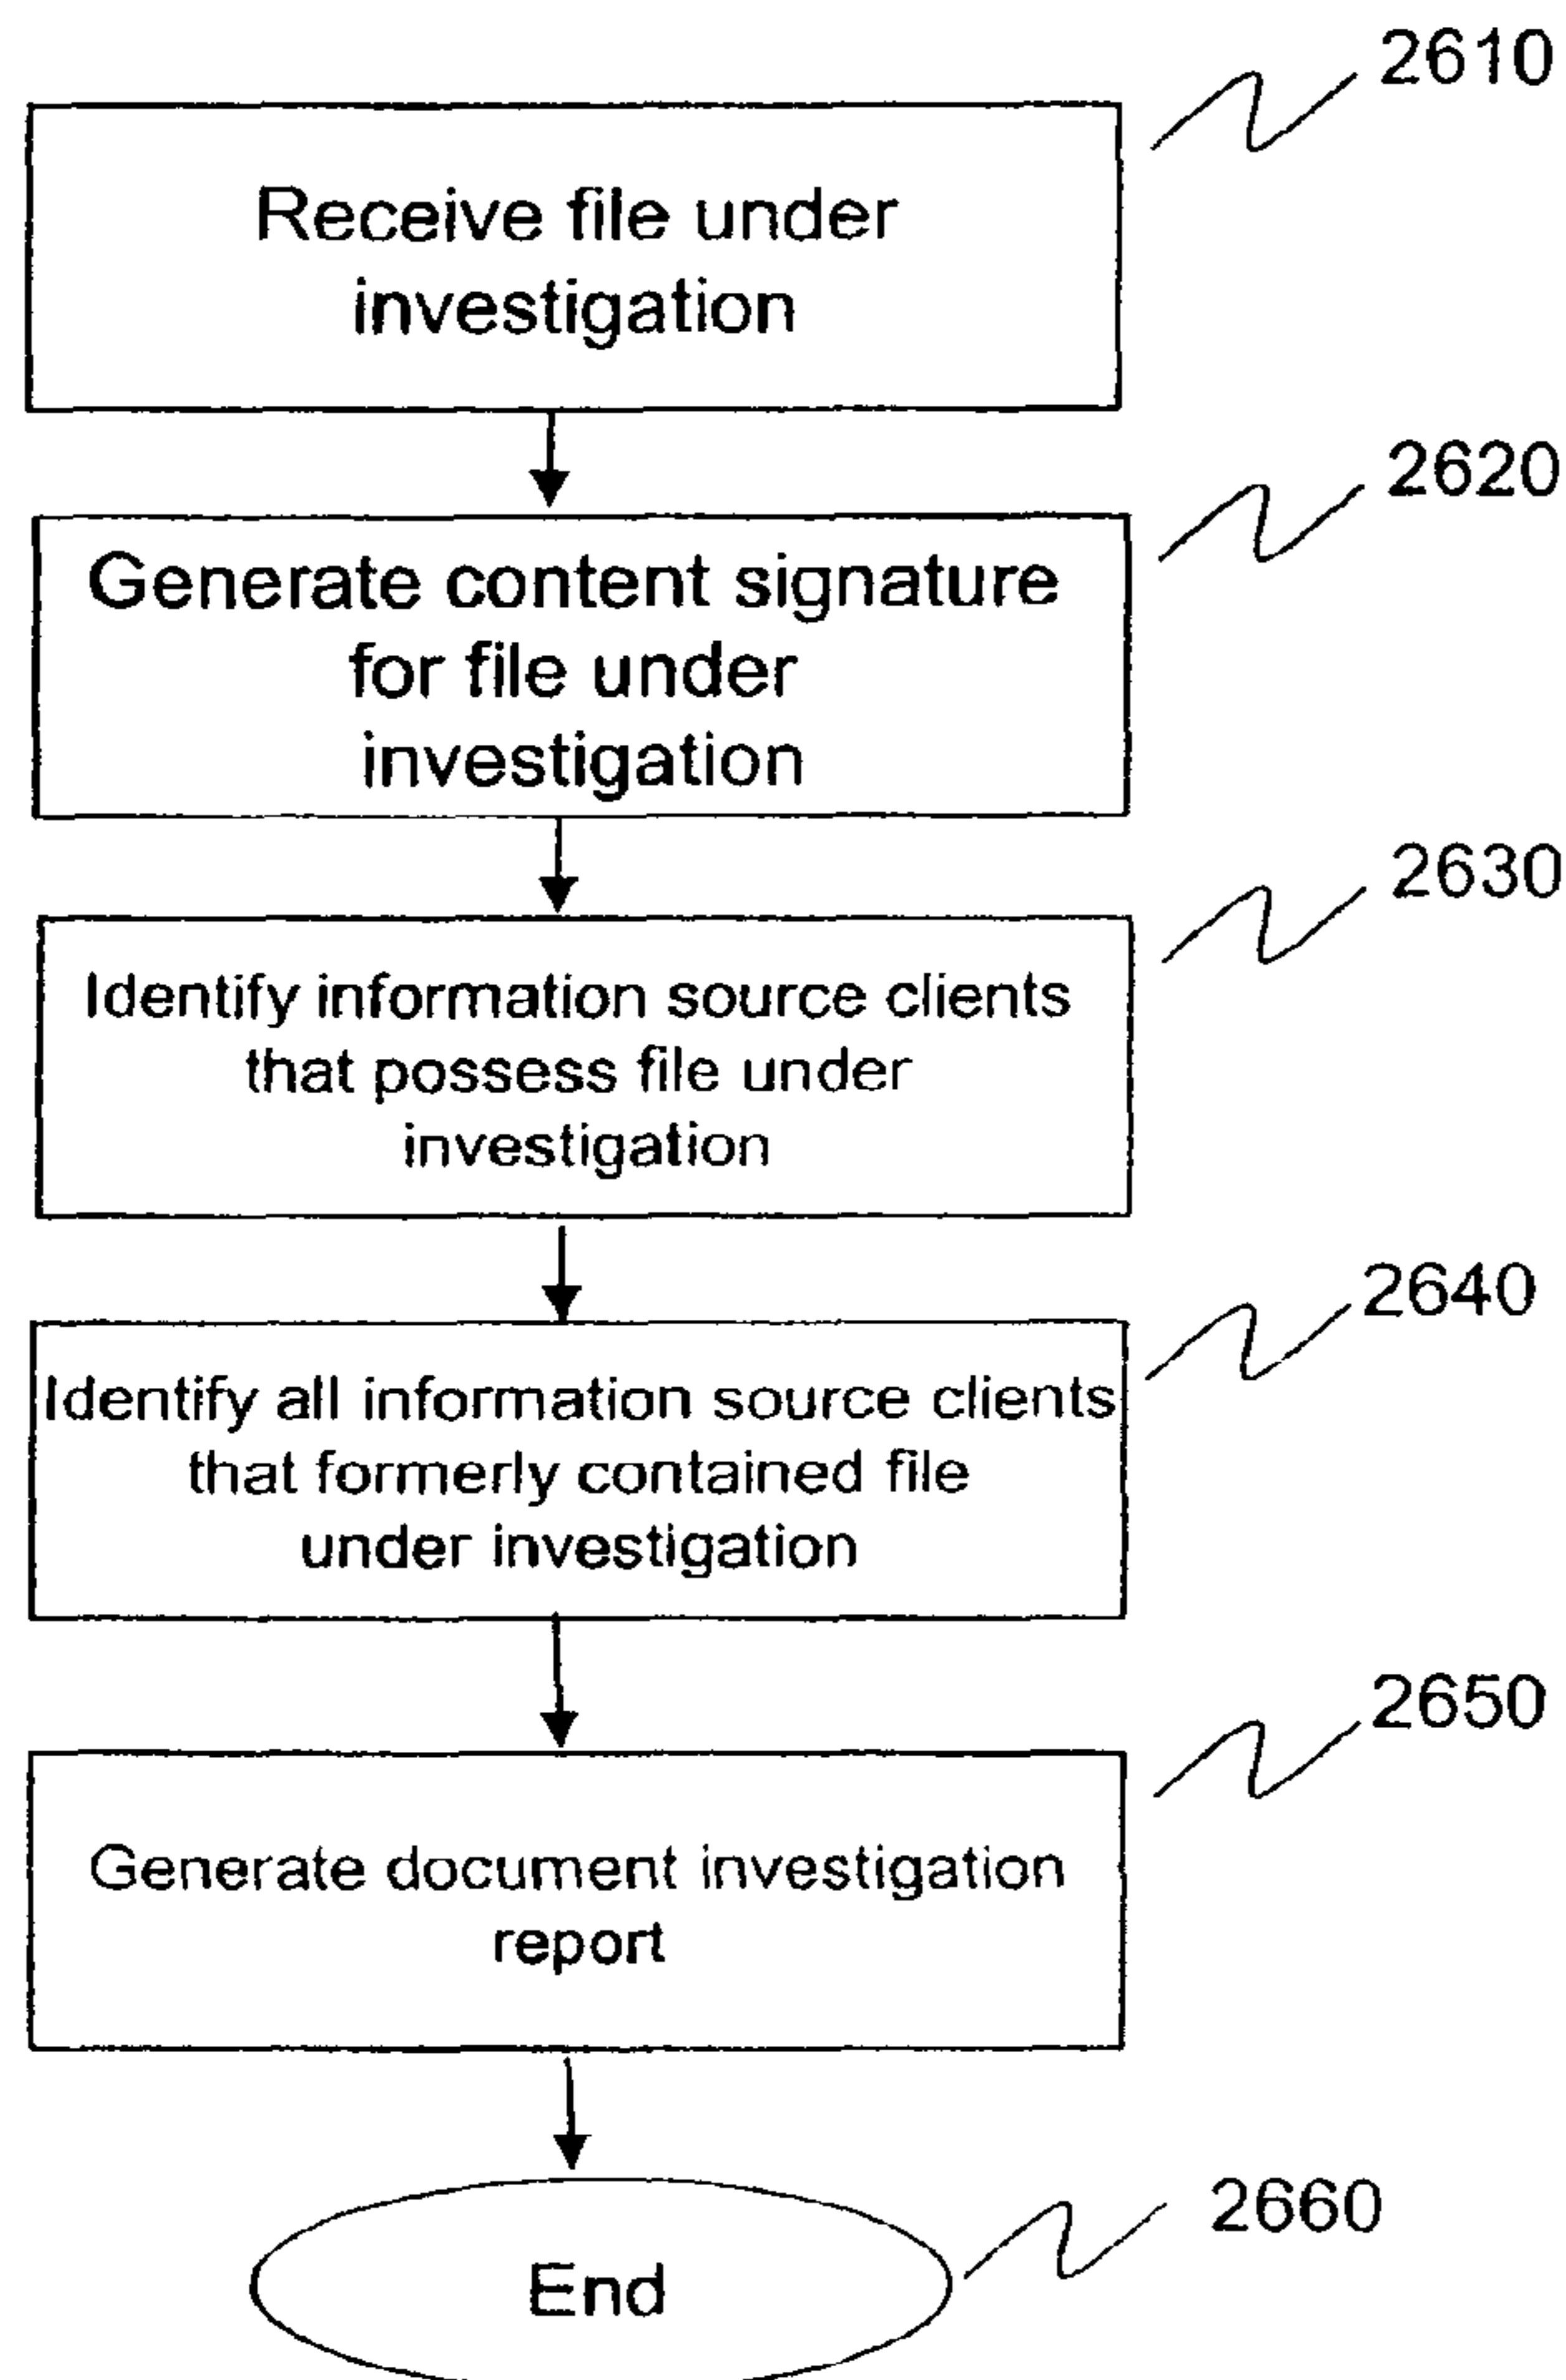 2610
Receive file under
investigation
2620
Generate content signature
for file under
investigation
2630
Identify information source clients
that possess file under
investigation
2640
Identify all information source clients
that formerly contained file
under investigation
2650
Generate document investigation
report
2660
End